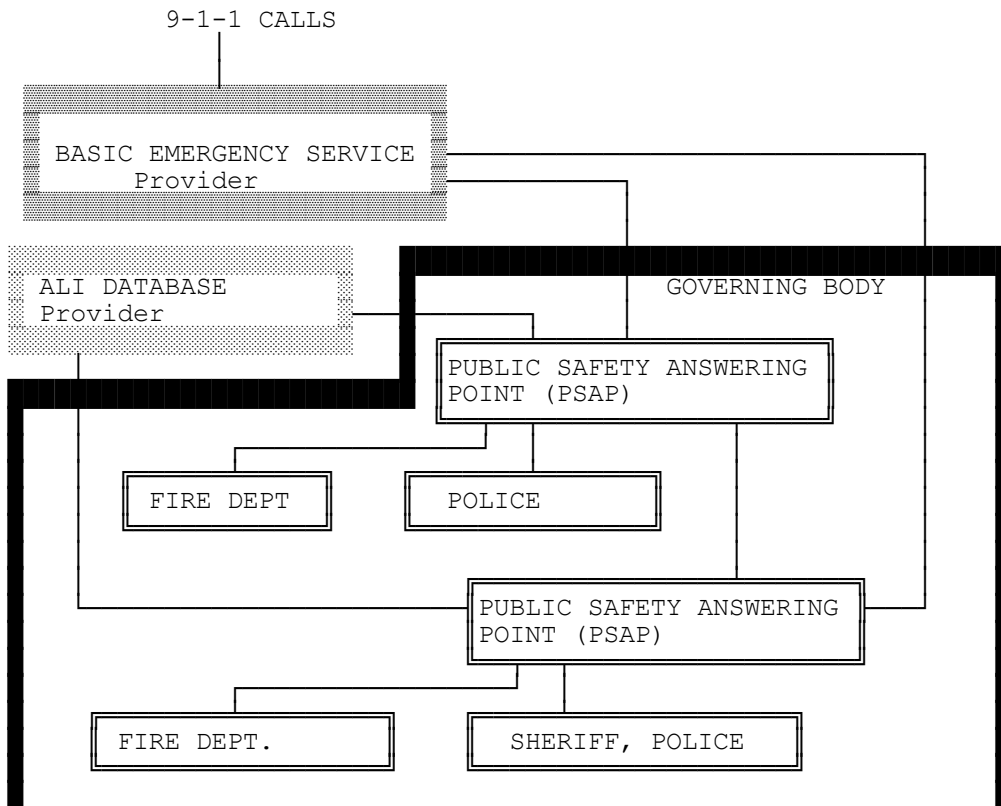 9-1-1 CALLS
BASIC EMERGENCY SERVICE
Provider
ALI DATABASE
Provider
GOVERNING BODY
PUBLIC SAFETY ANSWERING
POINT (PSAP)
FIRE DEPT
POLICE
PUBLIC SAFETY ANSWERING
POINT (PSAP)
FIRE DEPT.
SHERIFF, POLICE